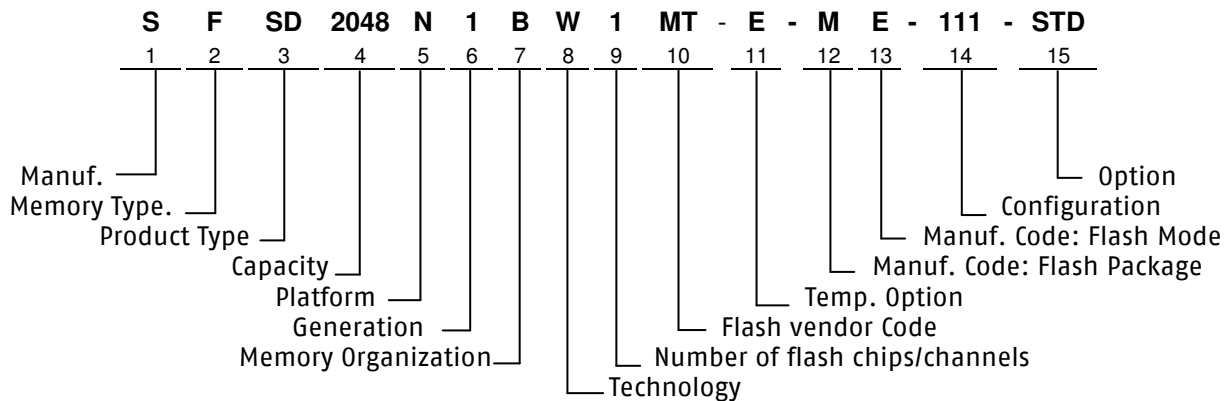 S F SD 2048 N 1 B W 1 MT - E - M E - 111 - STD
1 2 3 4 5 6 7 8 9 10 11 12 13 14 15
Manuf. Option
Memory Type. Configuration
Product Type Manuf. Code: Flash Mode
Capacity Manuf. Code: Flash Package
Platform Temp. Option
Generation Flash vendor Code
Memory Organization Number of flash chips/channels
Technology